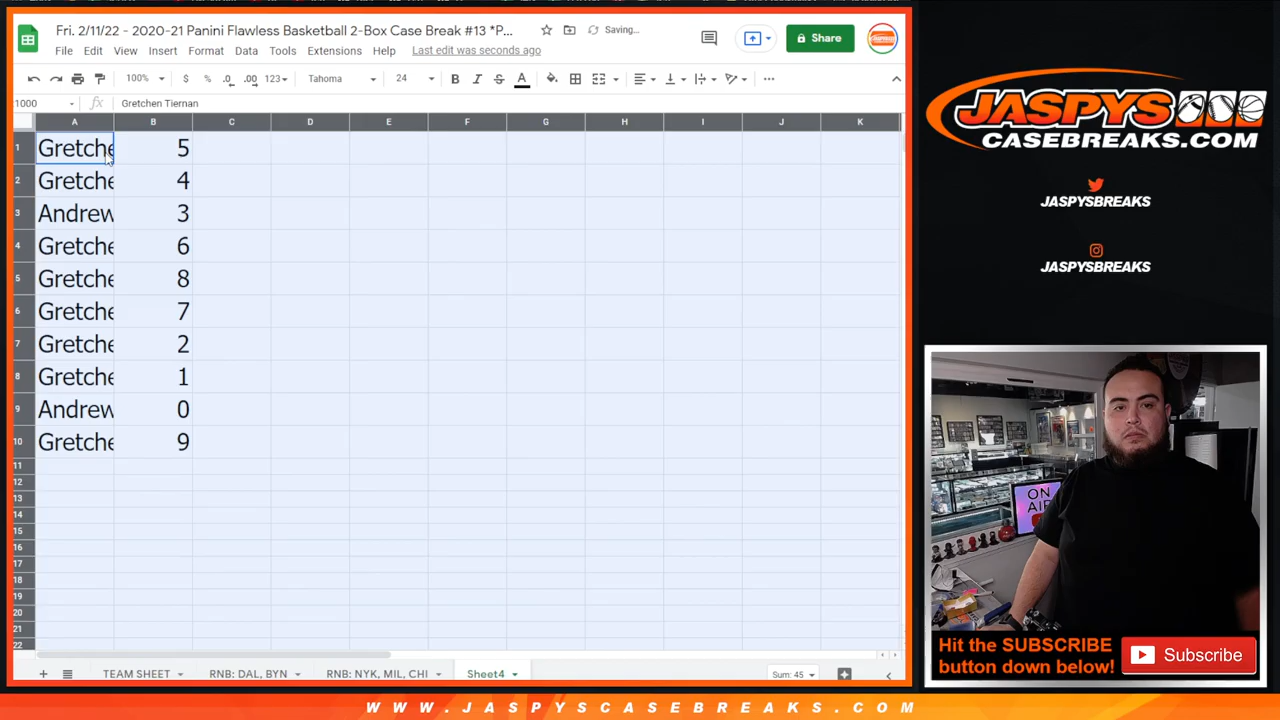 Fri. 2/11/22 - 2020-21 Panini Flawless Basketball 2-Box Case Break #13 *P...
Saving...
Share
File Edit View Insert Format Data Tools Extensions Help Last edit was seconds ago
100% $ % .0 .00 123 Tahoma 24 B I S A
1000 fx Gretchen Tiernan
A B C D E F G H I J K
1 Gretche 5
2 Gretche 4
3 Andrew 3
4 Gretche 6
5 Gretche 8
6 Gretche 7
7 Gretche 2
8 Gretche 1
9 Andrew 0
10 Gretche 9
11
12
13
14
15
16
17
18
19
20
21
22
TEAM SHEET RNB: DAL, BYN RNB: NYK, MIL, CHI Sheet4 Sum: 45
JASPYS
CASEBREAKS.COM
JASPYSBREAKS
JASPYSBREAKS
ON
AIR
Hit the SUBSCRIBE
button down below!
Subscribe
WWW.JASPYSCASEBREAKS.COM